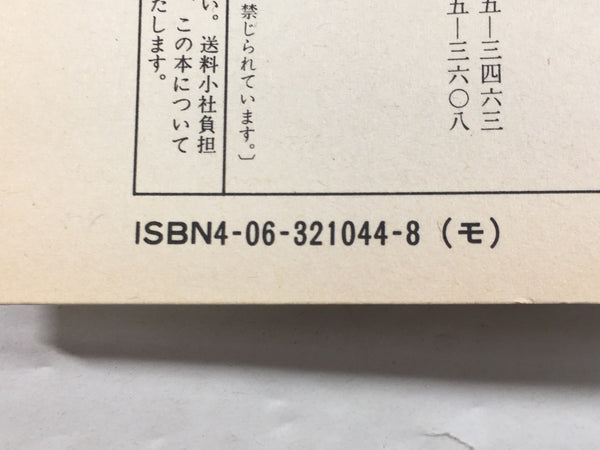 五―三四六三
五―三六〇八
禁じられています。〕
い。送料小社負担
、この本について
たします。
ISBN4-06-321044-8(モ)